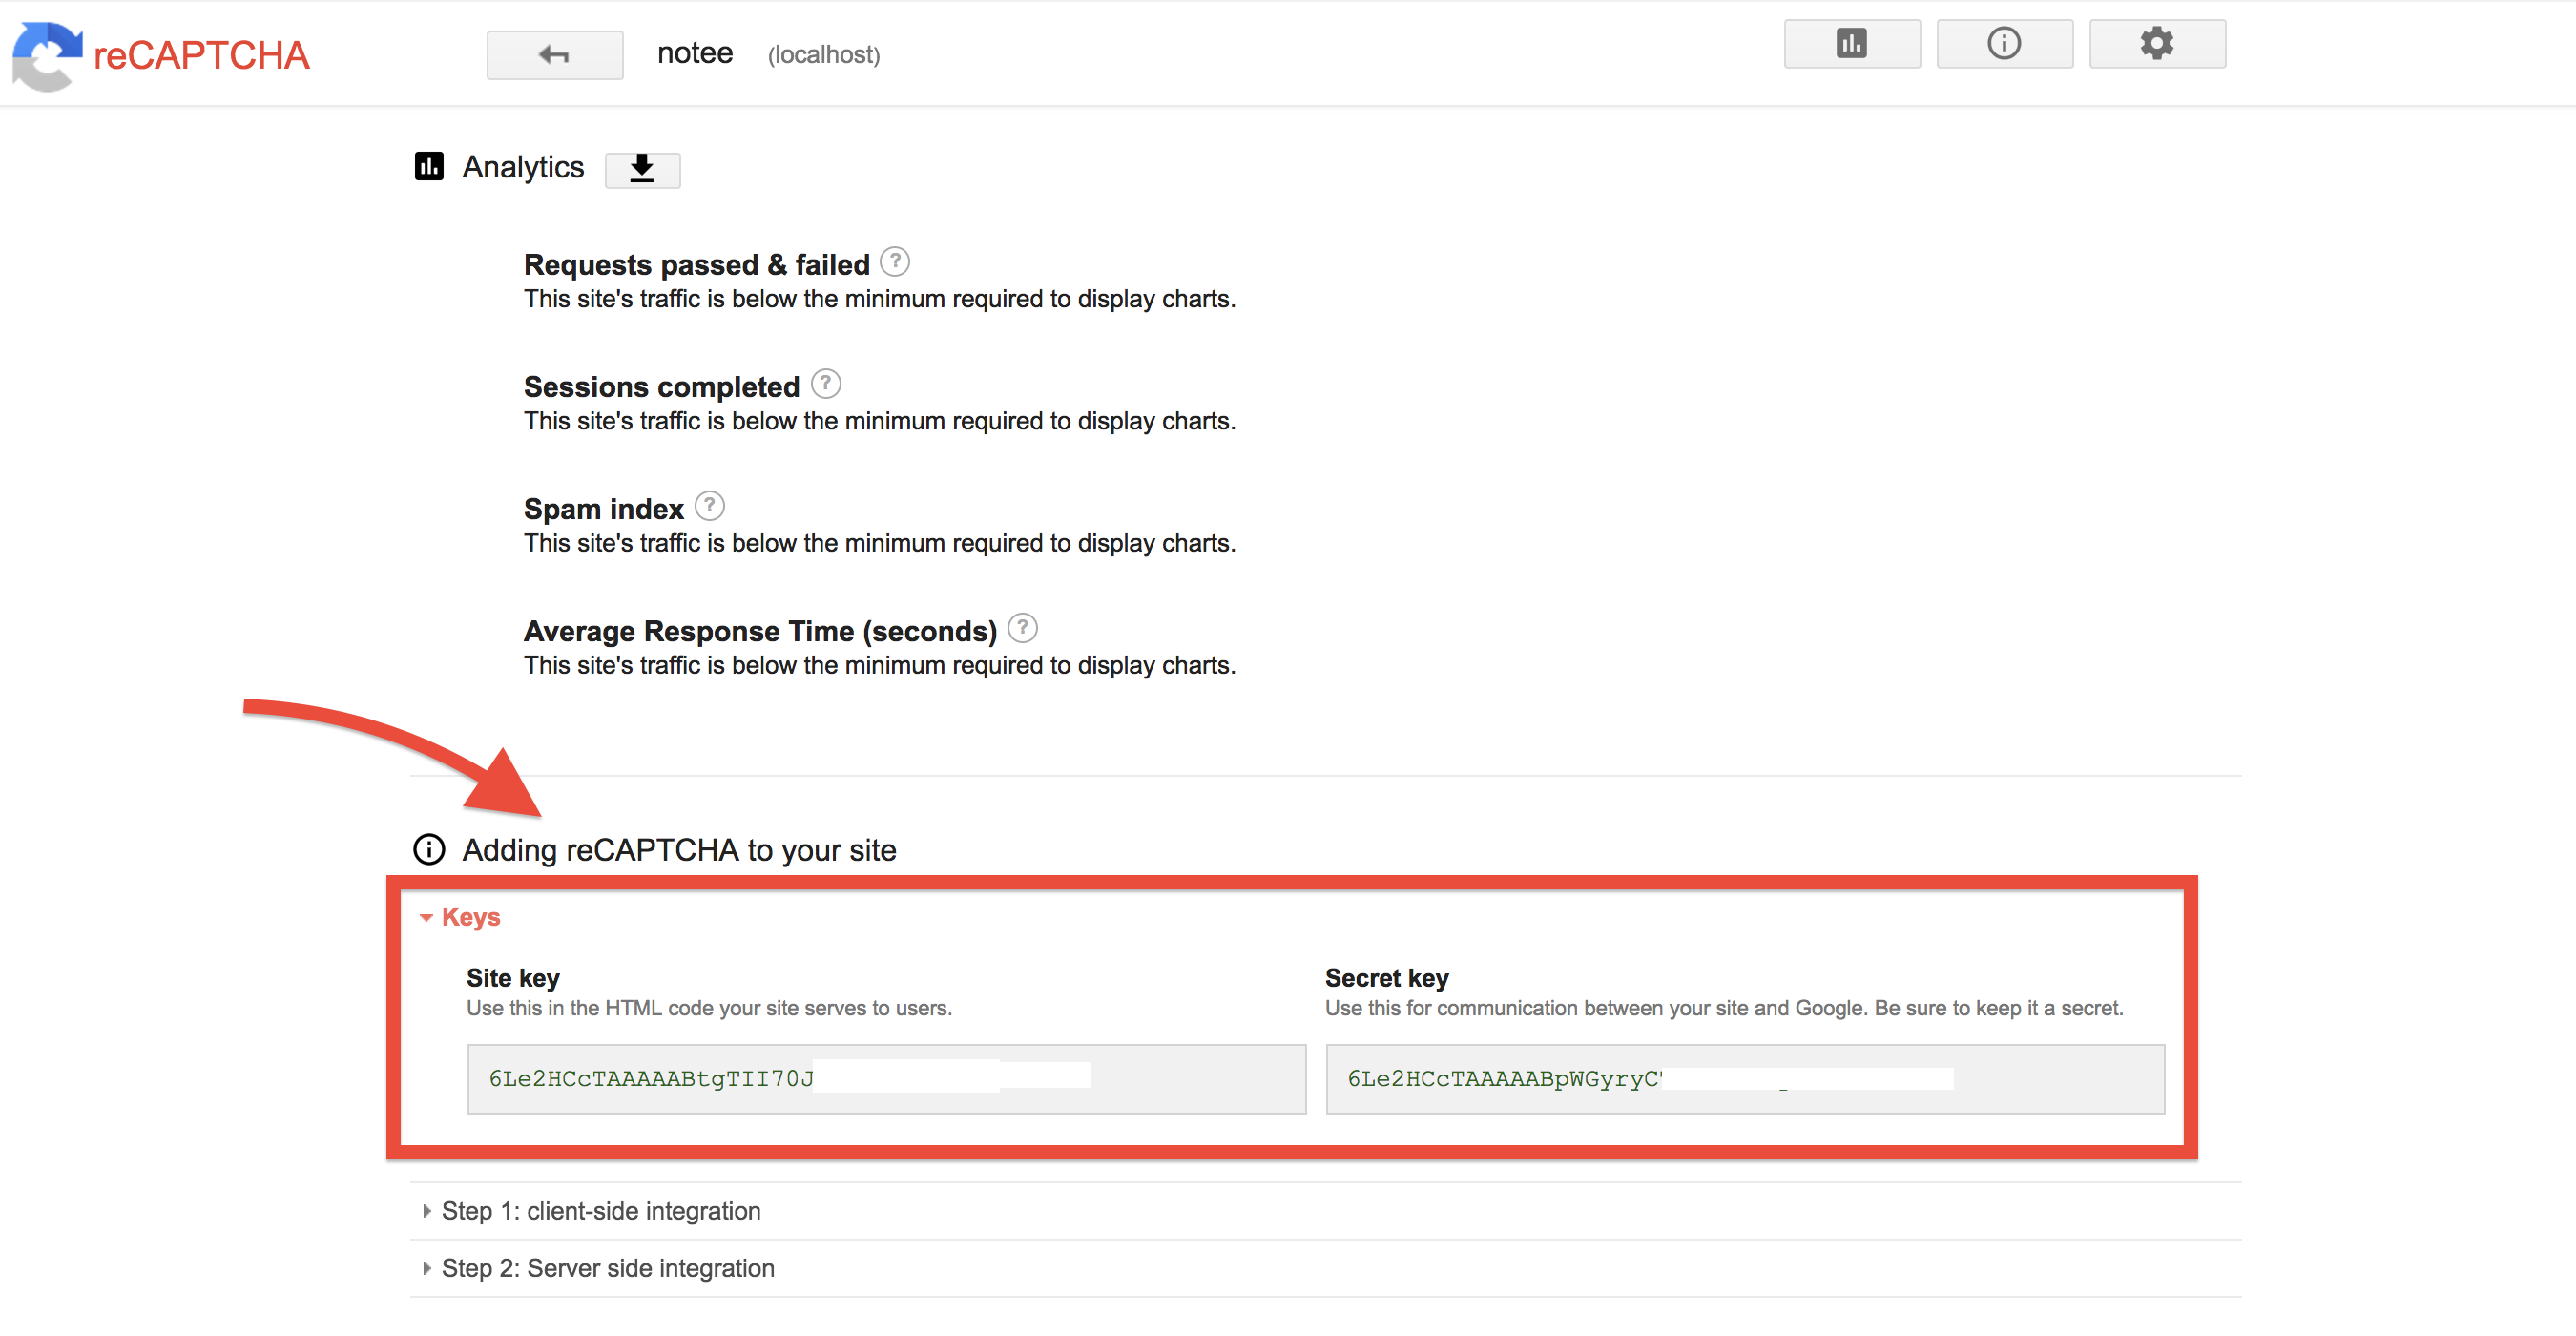 reCAPTCHA
notee (localhost)
Analytics
Requests passed & failed ?
This site's traffic is below the minimum required to display charts.
Sessions completed ?
This site's traffic is below the minimum required to display charts.
Spam index ?
This site's traffic is below the minimum required to display charts.
Average Response Time (seconds) ?
This site's traffic is below the minimum required to display charts.
Adding reCAPTCHA to your site
Keys
Site key
Use this in the HTML code your site serves to users.
6Le2HCcTAAAAABtgTII70J
Secret key
Use this for communication between your site and Google. Be sure to keep it a secret.
6Le2HCcTAAAAABpWGyryC
Step 1: client-side integration
Step 2: Server side integration